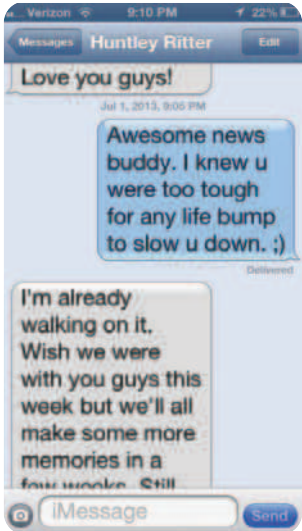 Verizon 9:10 PM 22%
Messages Huntley Ritter Edit
Love you guys!
Jul 1, 2013, 9:05 PM
Awesome news
buddy. I knew u
were too tough
for any life bump
to slow u down. ;)
Delivered
I'm already
walking on it.
Wish we were
with you guys this
week but we'll all
make some more
memories in a
few weeks. Still
iMessage Send